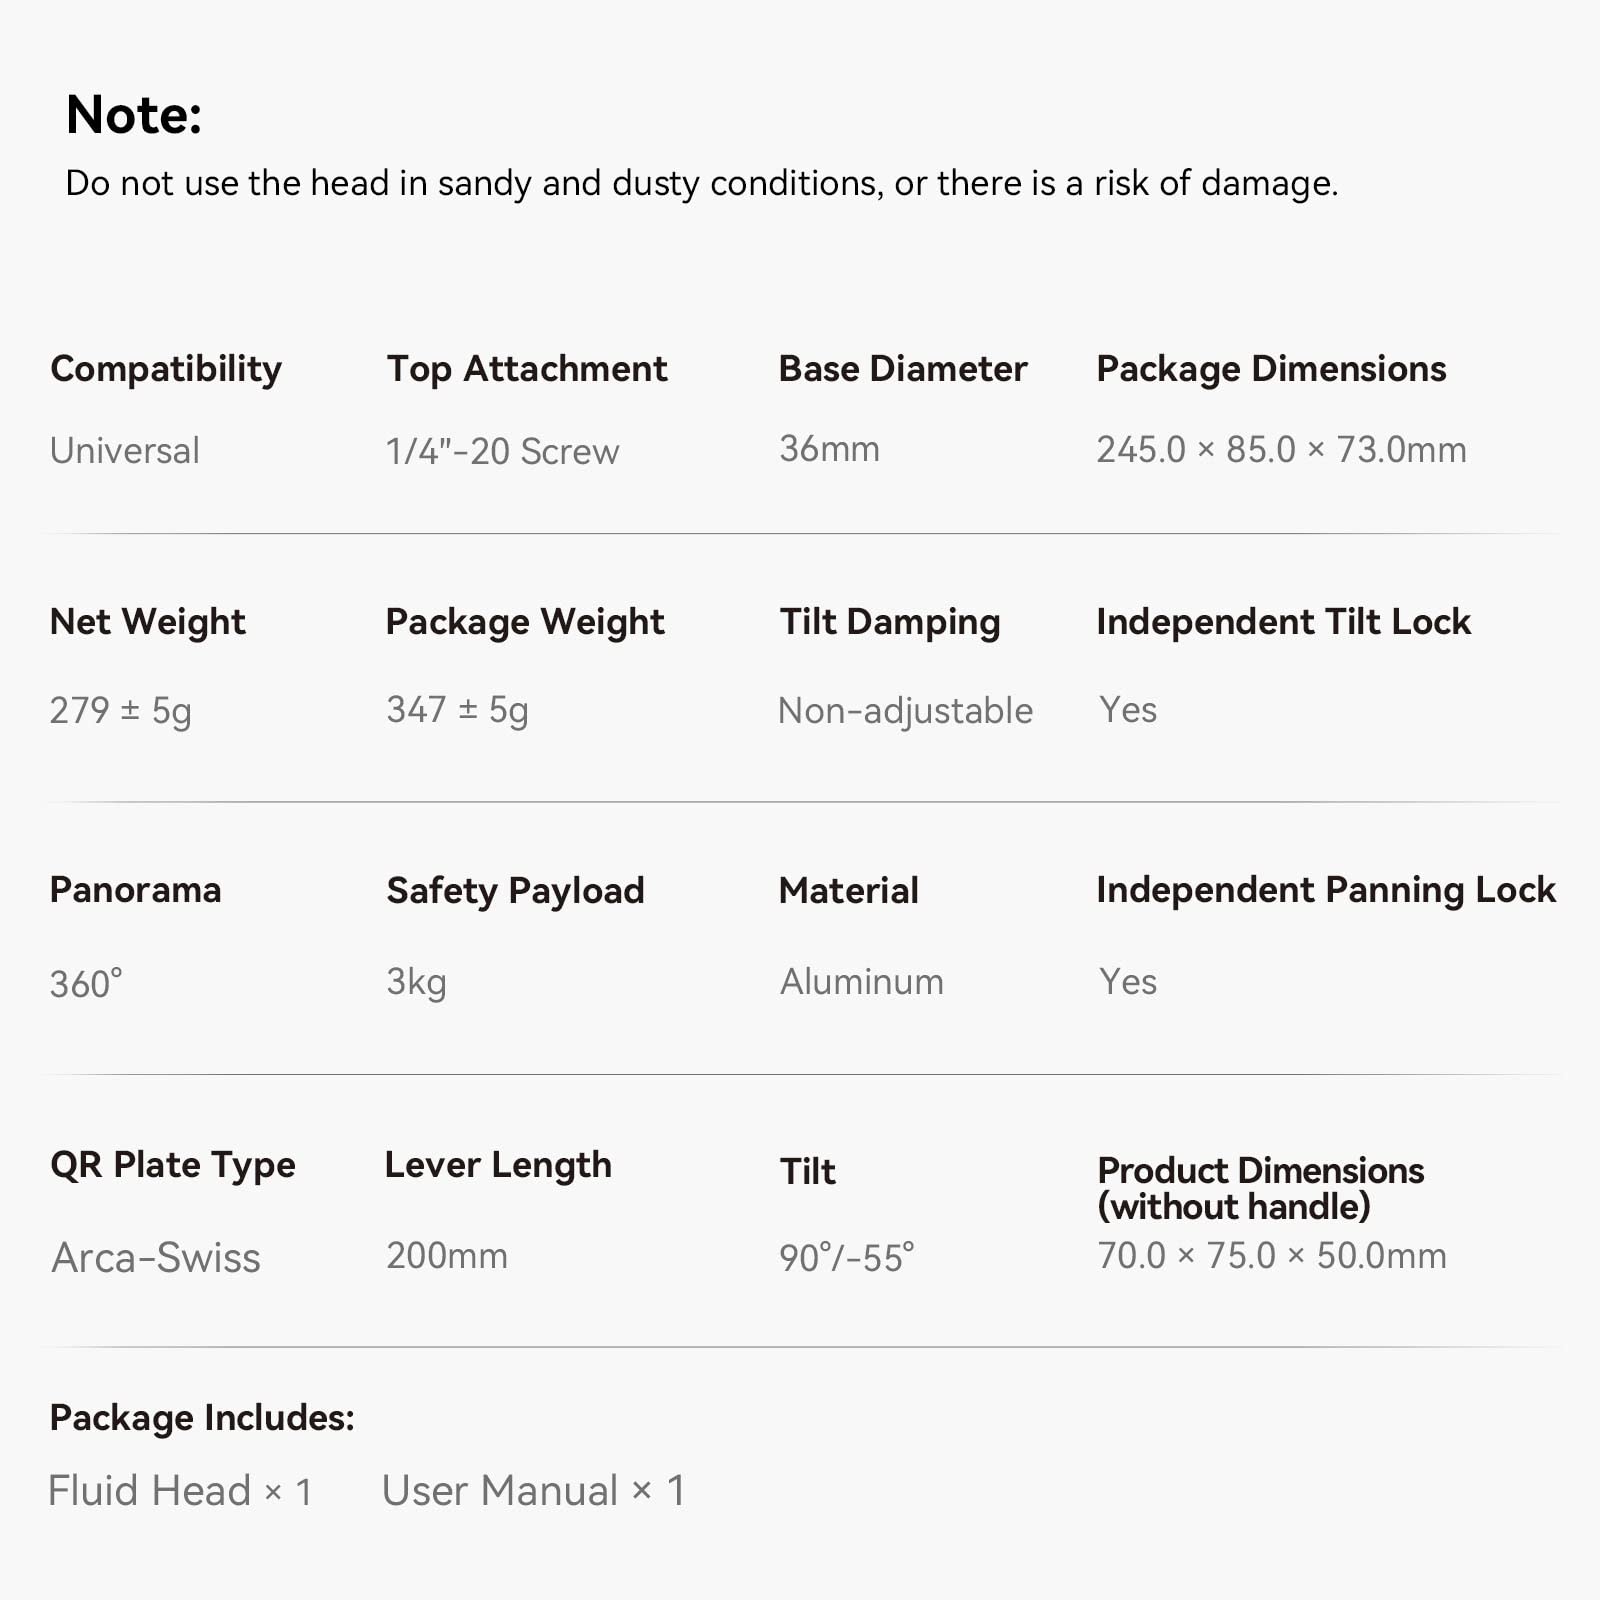 Note:
Do not use the head in sandy and dusty conditions, or there is a risk of damage.
Compatibility
Top Attachment
Base Diameter
Package Dimensions
Universal
1/4"-20 Screw
36mm
245.0 × 85.0 × 73.0mm
Net Weight
Package Weight
Tilt Damping
Independent Tilt Lock
279 ± 5g
347 ± 5g
Non-adjustable
Yes
Panorama
Safety Payload
Material
Independent Panning Lock
360°
3kg
Aluminum
Yes
QR Plate Type
Lever Length
Tilt
Product Dimensions
(without handle)
Arca-Swiss
200mm
90°/-55°
70.0 × 75.0 × 50.0mm
Package Includes:
Fluid Head × 1
User Manual × 1